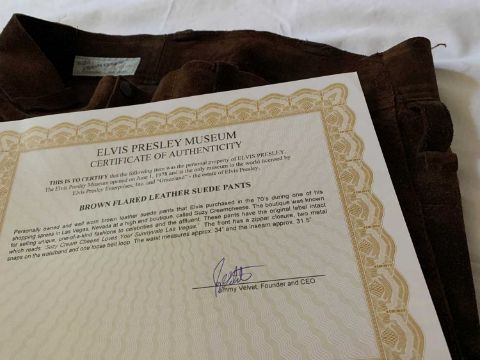 ELVIS PRESLEY MUSEUM
CERTIFICATE OF AUTHENTICITY
THIS IS TO CERTIFY that the following item was the personal property of ELVIS PRESLEY.
The Elvis Presley Museum opened on June 1, 1978 and is the only museum in the world licensed by
Elvis Presley Enterprises, Inc. and "Graceland" - the estate of Elvis Presley.
BROWN FLARED LEATHER SUEDE PANTS
Personally owned and well worn brown leather suede pants that Elvis purchased in the 70's during one of his
shopping sprees in Las Vegas, Nevada at a high end boutique, called Suzy Creamcheese. The boutique was known
for selling unique, one-of-a-kind fashions to celebrities and the affluent. These pants have the original label intact
which reads "Suzy Cream Cheese Loves Your Sunnyvale Las Vegas." The front has a zipper closure, two metal
snaps on the waistband and one loose belt loop. The waist measures approx. 34" and the inseam approx. 31.5"
Jimmy Velvet, Founder and CEO